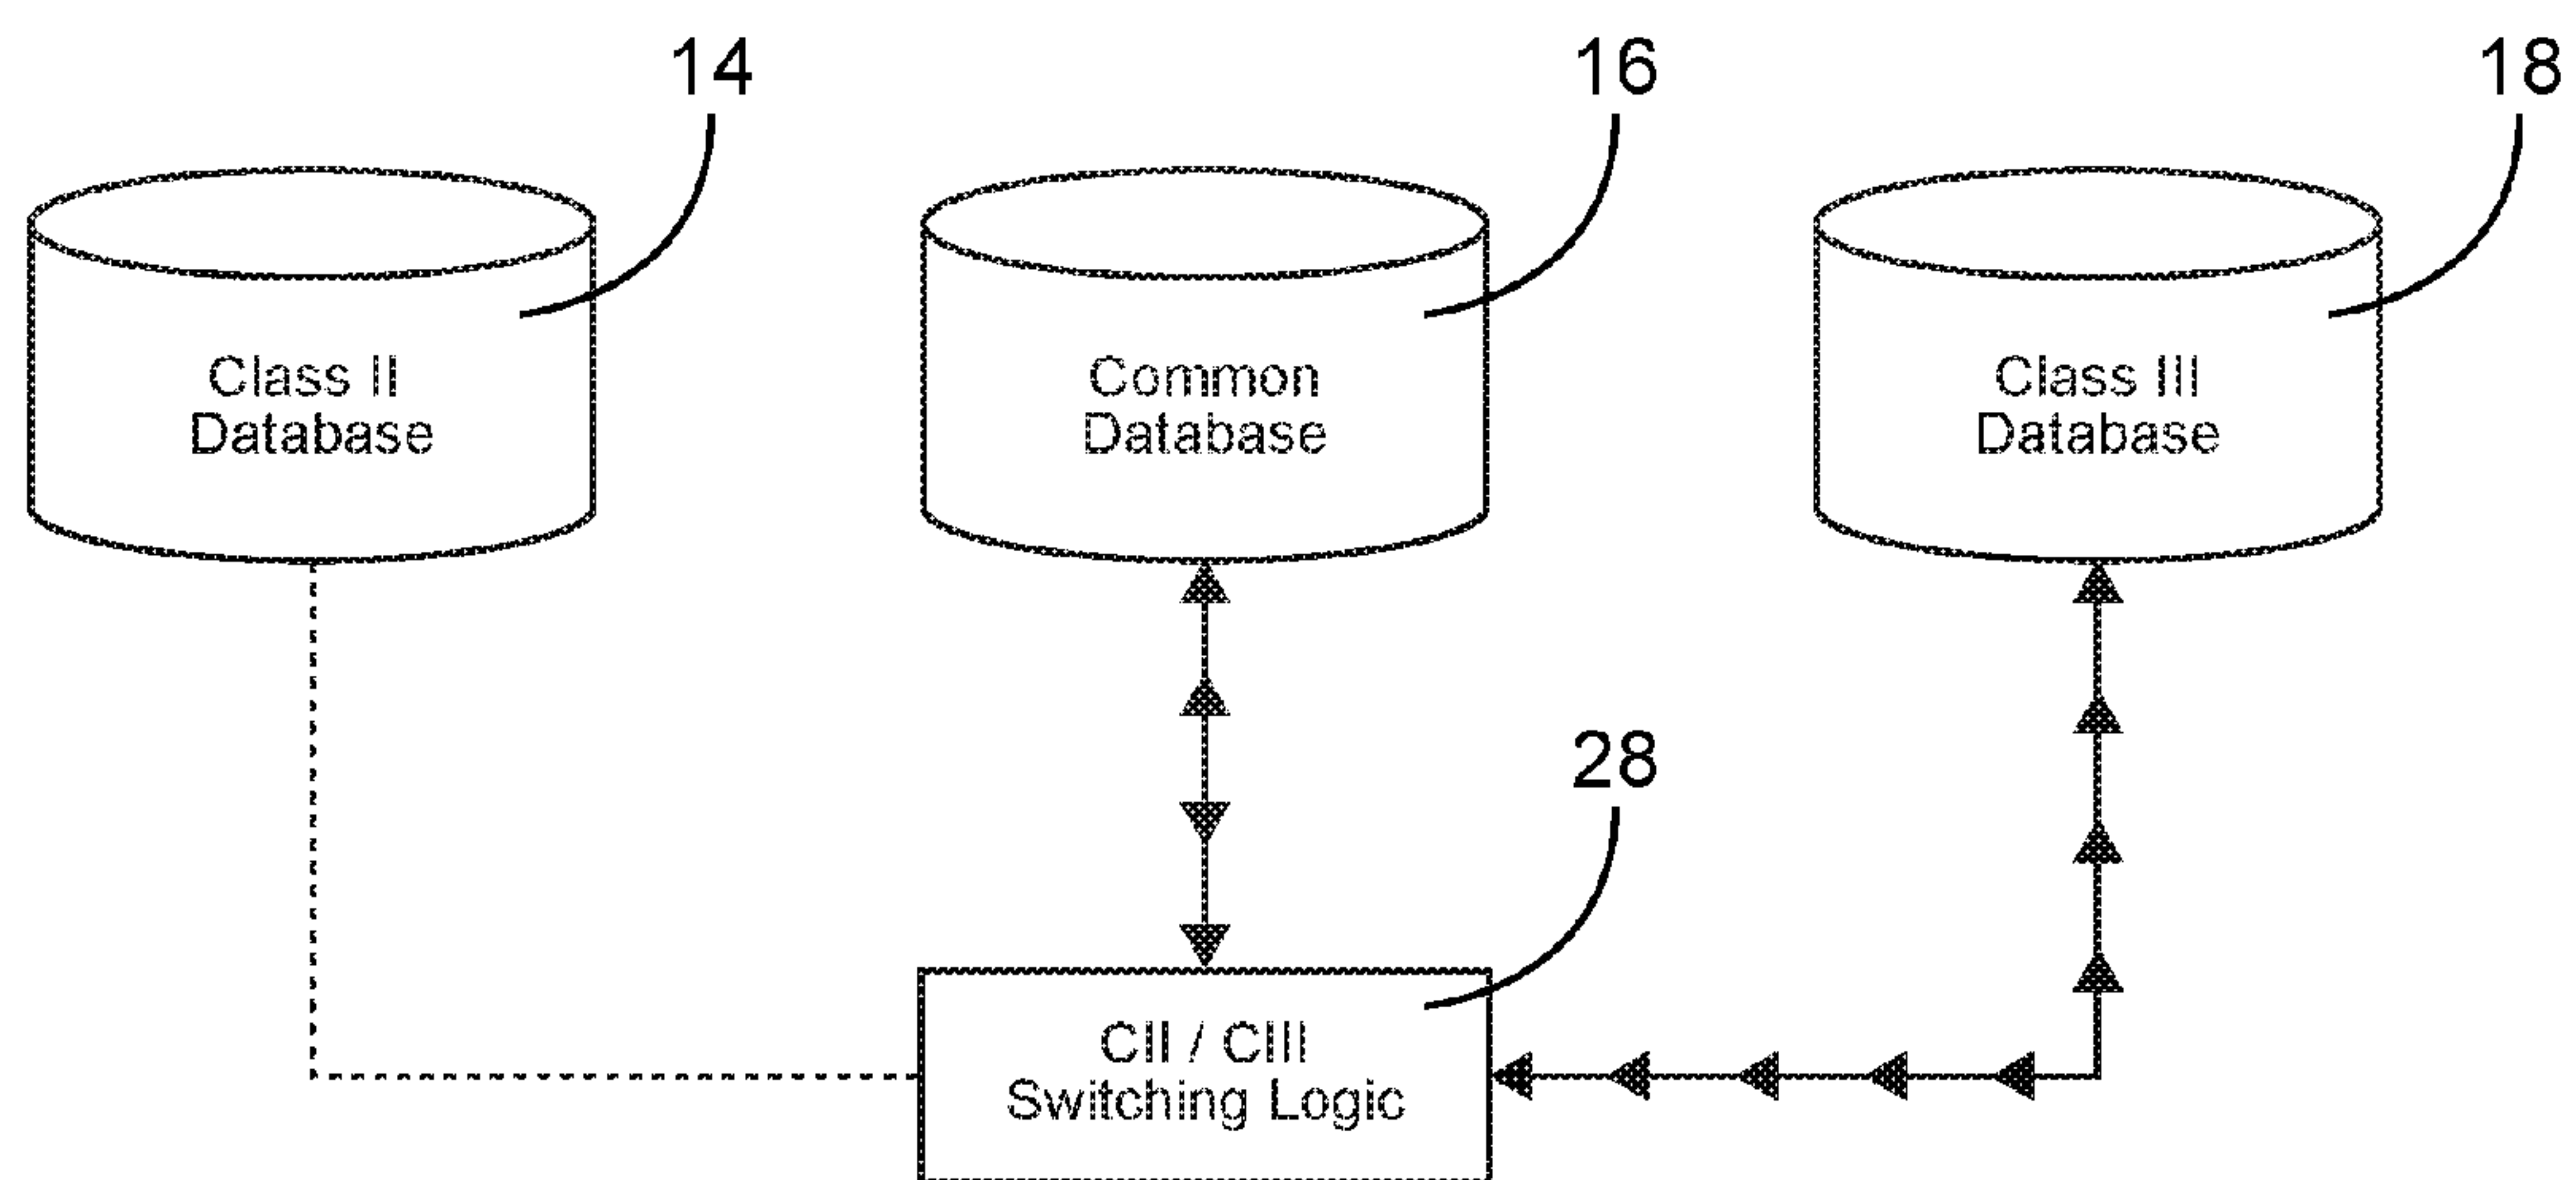 14
16
18
Class II
Database
Common
Database
Class III
Database
28
CII / CIII
Switching Logic